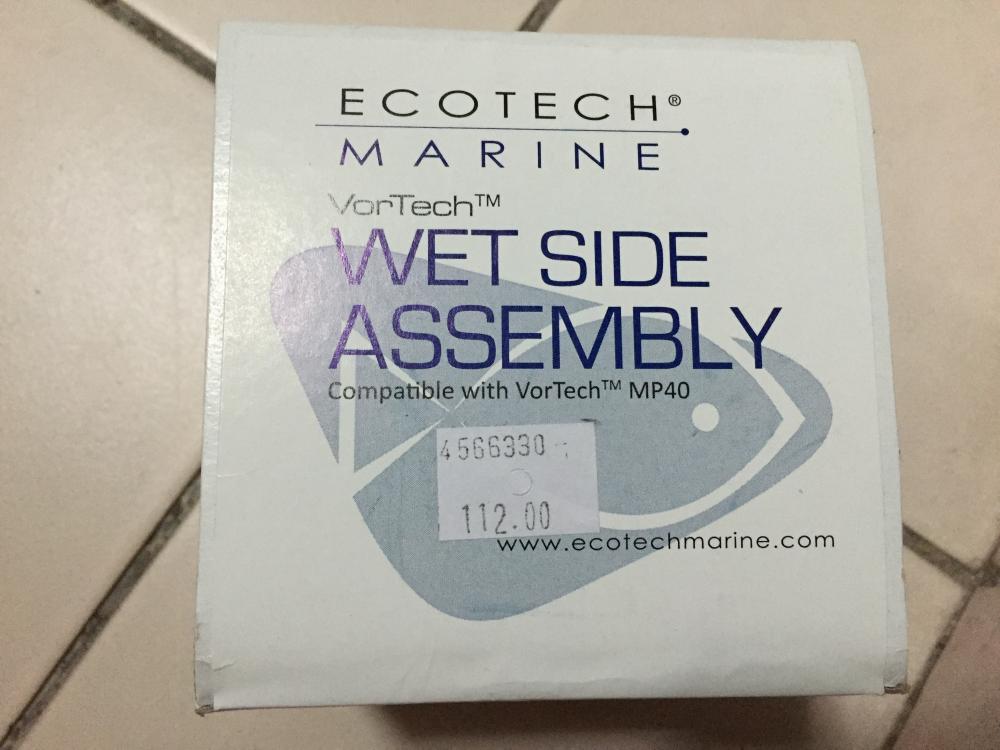 ECOTECH®
MARINE
VorTech™
WET SIDE
ASSEMBLY
Compatible with VorTech™ MP40
4566330
112.00
www.ecotechmarine.com